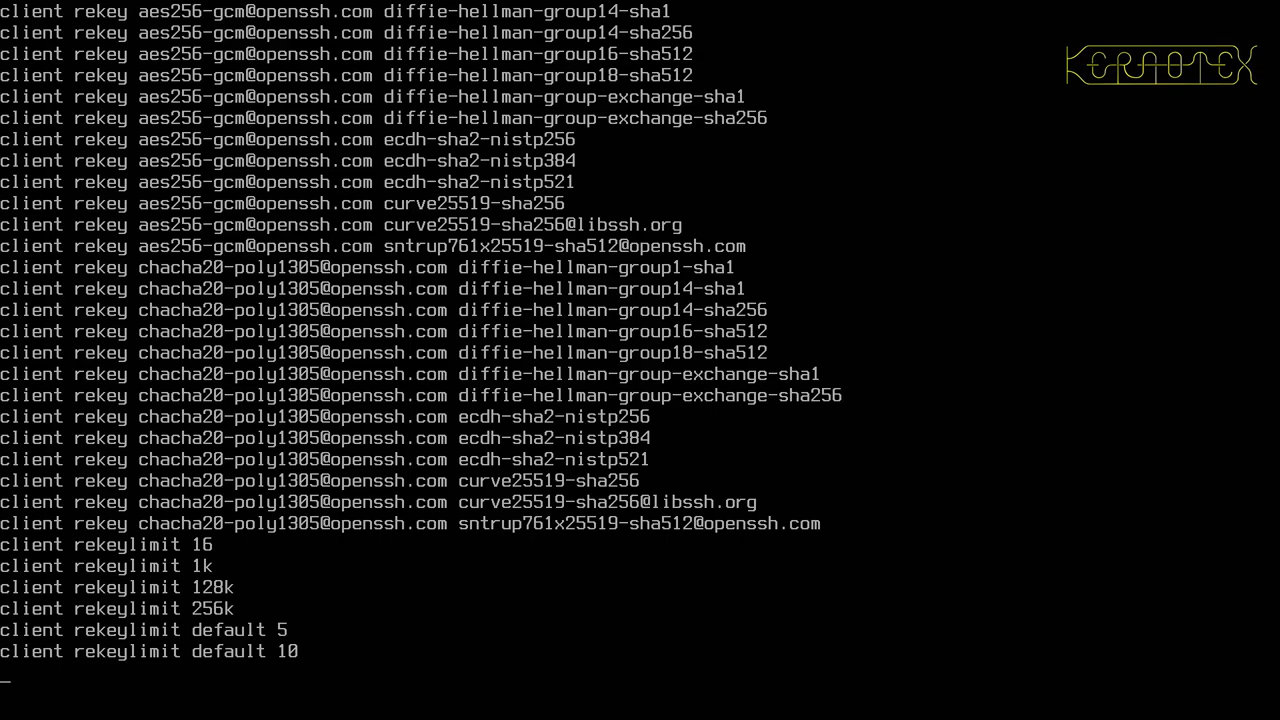 client rekey aes256-gcm@openssh.com diffie-hellman-group14-sha1
client rekey aes256-gcm@openssh.com diffie-hellman-group14-sha256
client rekey aes256-gcm@openssh.com diffie-hellman-group16-sha512
client rekey aes256-gcm@openssh.com diffie-hellman-group18-sha512
client rekey aes256-gcm@openssh.com diffie-hellman-group-exchange-sha1
client rekey aes256-gcm@openssh.com diffie-hellman-group-exchange-sha256
client rekey aes256-gcm@openssh.com ecdh-sha2-nistp256
client rekey aes256-gcm@openssh.com ecdh-sha2-nistp384
client rekey aes256-gcm@openssh.com ecdh-sha2-nistp521
client rekey aes256-gcm@openssh.com curve25519-sha256
client rekey aes256-gcm@openssh.com curve25519-sha256@libssh.org
client rekey aes256-gcm@openssh.com sntrup761x25519-sha512@openssh.com
client rekey chacha20-poly1305@openssh.com diffie-hellman-group1-sha1
client rekey chacha20-poly1305@openssh.com diffie-hellman-group14-sha1
client rekey chacha20-poly1305@openssh.com diffie-hellman-group14-sha256
client rekey chacha20-poly1305@openssh.com diffie-hellman-group16-sha512
client rekey chacha20-poly1305@openssh.com diffie-hellman-group18-sha512
client rekey chacha20-poly1305@openssh.com diffie-hellman-group-exchange-sha1
client rekey chacha20-poly1305@openssh.com diffie-hellman-group-exchange-sha256
client rekey chacha20-poly1305@openssh.com ecdh-sha2-nistp256
client rekey chacha20-poly1305@openssh.com ecdh-sha2-nistp384
client rekey chacha20-poly1305@openssh.com ecdh-sha2-nistp521
client rekey chacha20-poly1305@openssh.com curve25519-sha256
client rekey chacha20-poly1305@openssh.com curve25519-sha256@libssh.org
client rekey chacha20-poly1305@openssh.com sntrup761x25519-sha512@openssh.com
client rekeylimit 16
client rekeylimit 1k
client rekeylimit 128k
client rekeylimit 256k
client rekeylimit default 5
client rekeylimit default 10
_